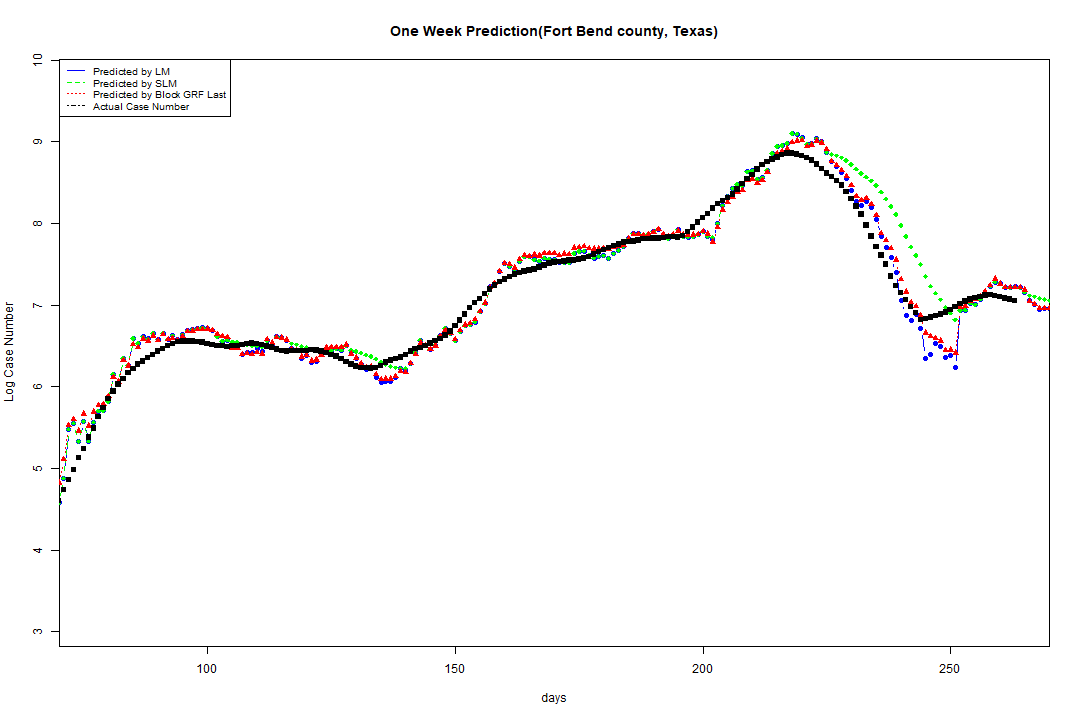 One Week Prediction(Fort Bend county, Texas)
Predicted by LM
Predicted by SLM
Predicted by Block GRF Last
Actual Case Number
10
9
8
7
6
5
4
3
Log Case Number
100 150 200 250
days